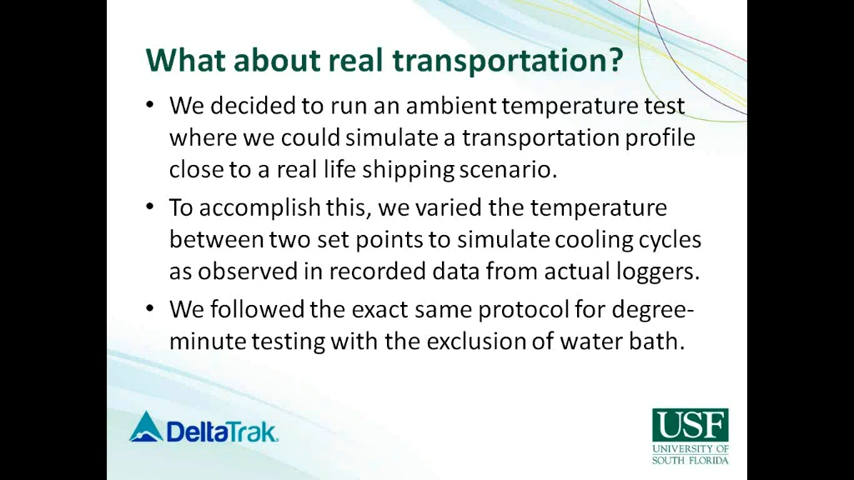 What about real transportation?
• We decided to run an ambient temperature test
where we could simulate a transportation profile
close to a real life shipping scenario.
• To accomplish this, we varied the temperature
between two set points to simulate cooling cycles
as observed in recorded data from actual loggers.
• We followed the exact same protocol for degree-
minute testing with the exclusion of water bath.
DeltaTrak®
USF
UNIVERSITY OF
SOUTH FLORIDA